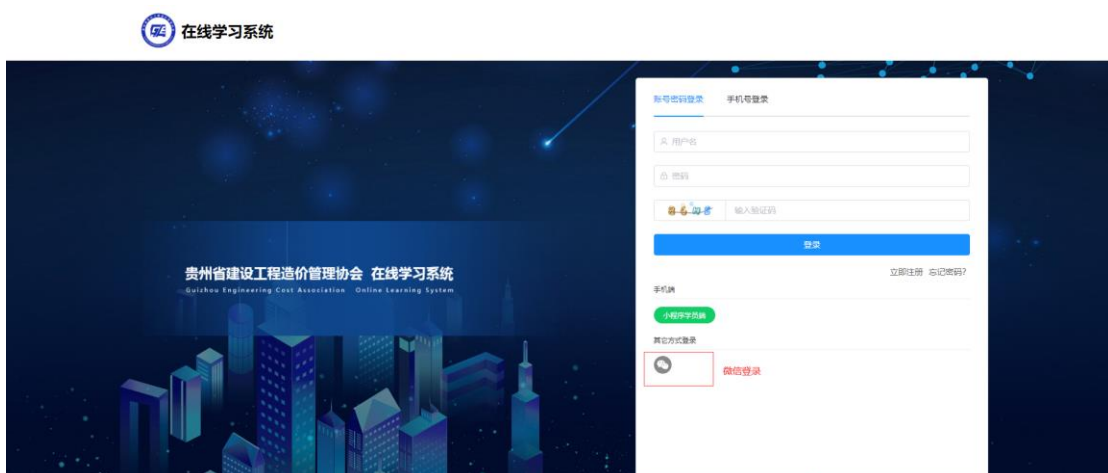 在线学习系统
账号密码登录 手机号登录
用户名
密码
输入验证码
登录
立即注册 忘记密码?
贵州省建设工程造价管理协会 在线学习系统
Guizhou Engineering Cost Association Online Learning System
手机端
小程序学员端
其它方式登录
微信登录